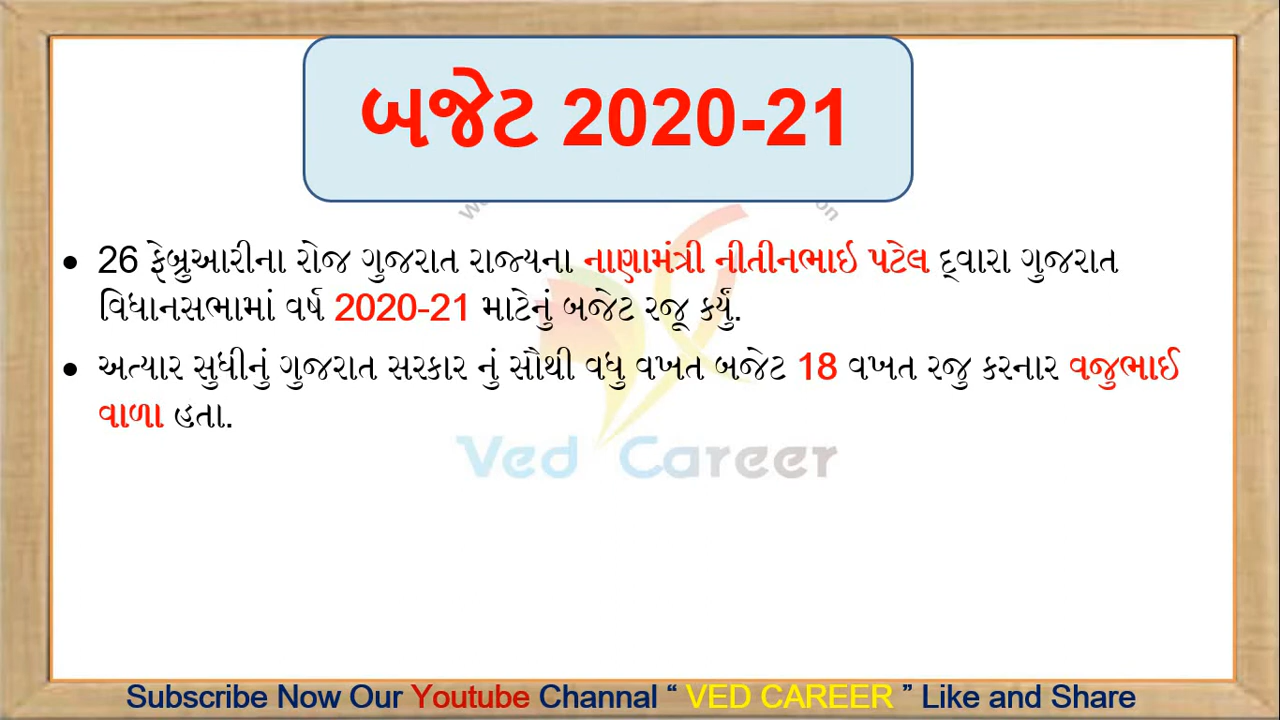 બજેટ 2020-21
• 26 ફેબ્રુઆરીના રોજ ગુજરાત રાજ્યના નાણામંત્રી નીતીનભાઇ પટેલ દ્વારા ગુજરાત
વિધાનસભામાં વર્ષ 2020-21 માટેનું બજેટ રજૂ કર્યું.
• અત્યાર સુધીનું ગુજરાત સરકાર નું સૌથી વધુ વખત બજેટ 18 વખત રજુ કરનાર વજુભાઈ
વાળા હતા.
Ved Career
Subscribe Now Our Youtube Channal “ VED CAREER ” Like and Share